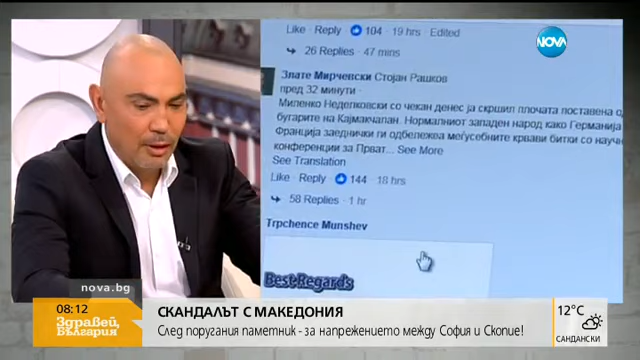 Like · Reply · 104 · 19 hrs · Edited
26 Replies · 47 mins
NOVA
Злате Мирчевски Стојан Рашков
пред 32 минути ·
Миленко Неделковски со чекан денес ја скршил плочата поставена од
бугарите на Кајмакчалан. Нормалниот западен народ како Германија
Франција заеднички ги одбележеа меѓусебните крвави битки со науч
конференции за Прват... See More
See Translation
Like · Reply · 144 · 18 hrs
58 Replies · 1 hr
Trpchence Munshev
Best Regards
nova.bg
08:12
Здравей,
България
СКАНДАЛЪТ С МАКЕДОНИЯ
След поругания паметник - за напрежението между София и Скопие!
12°C
САНДАНСКИ